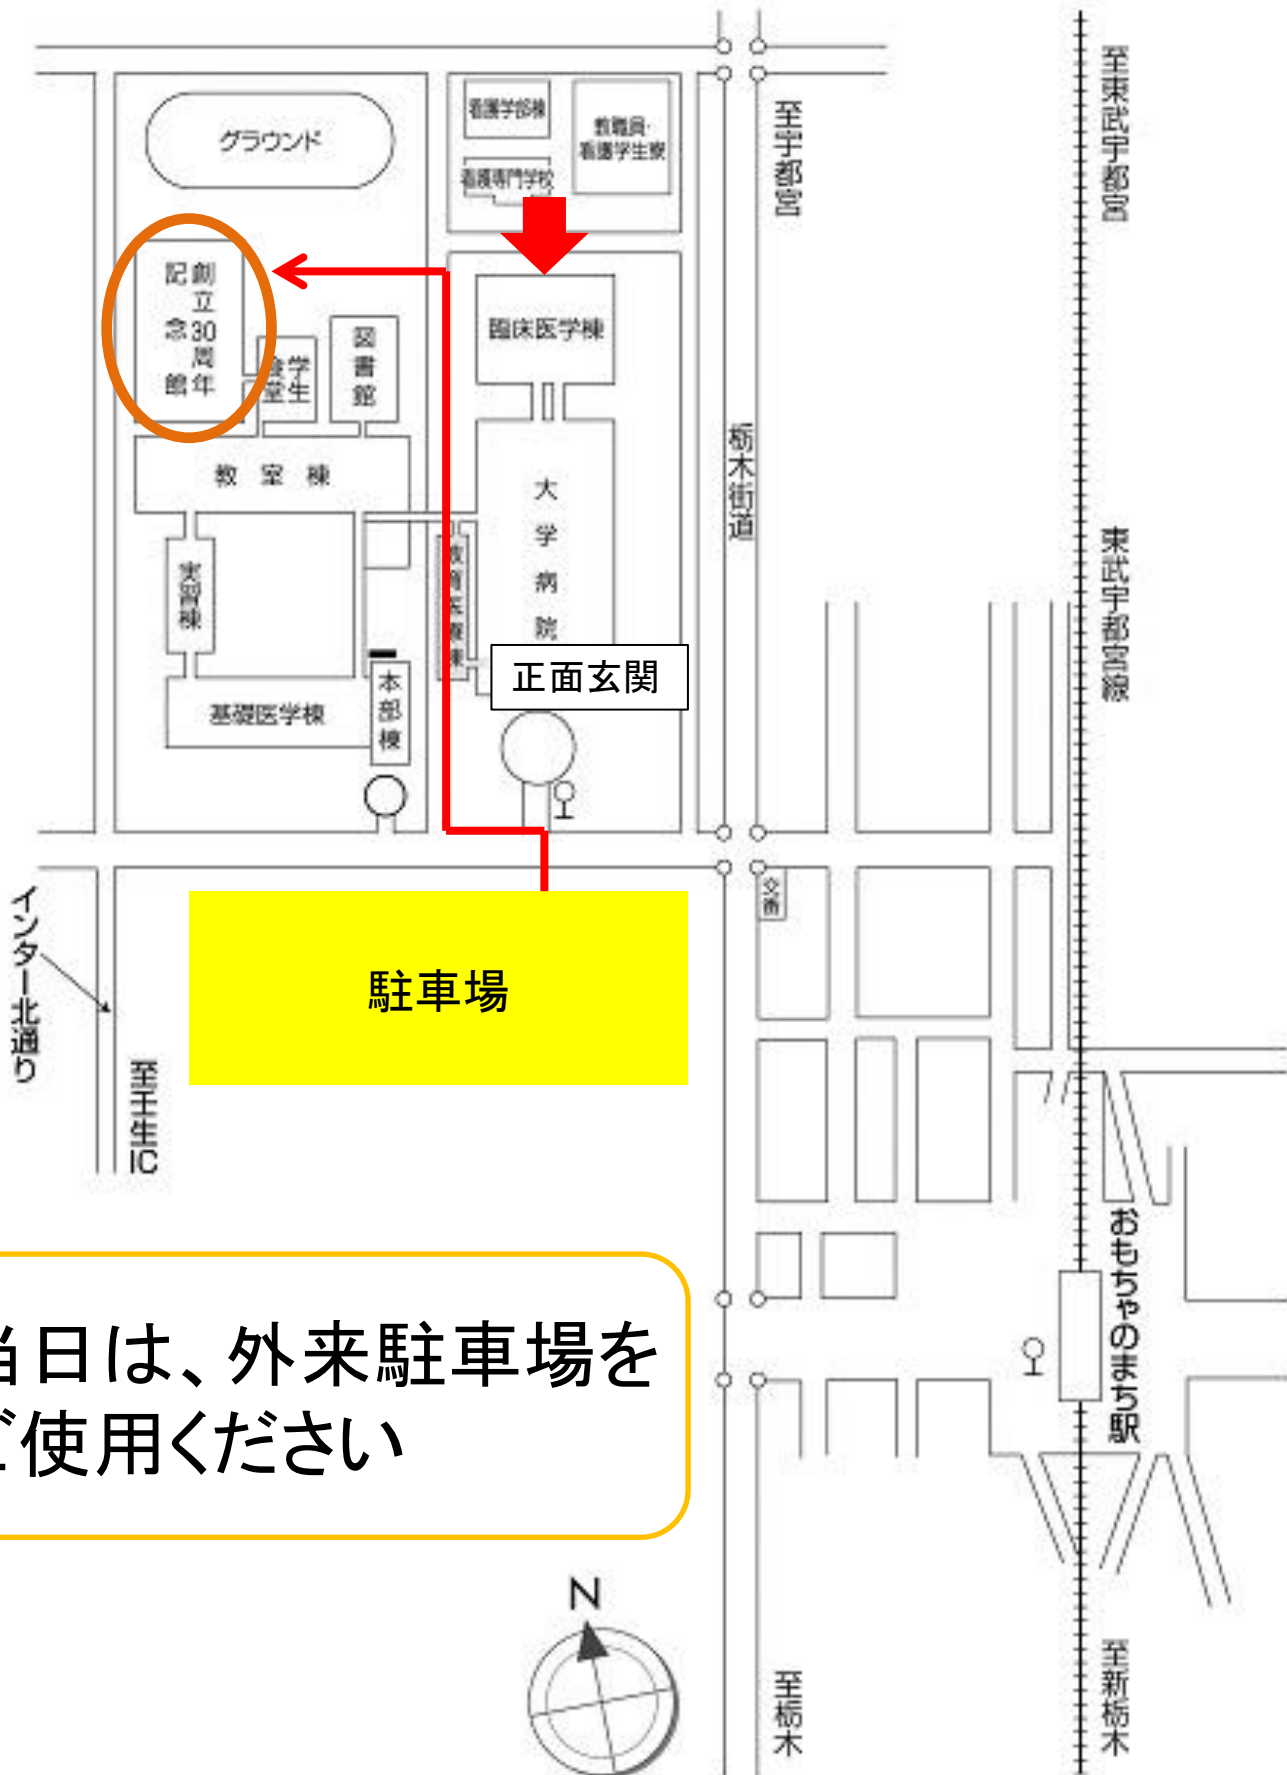 グラウンド
看護学部棟
教職員・
看護学生寮
看護専門学校
至宇都宮
至東武宇都宮
創立30周年
記念館
学生
食堂
図書館
臨床医学棟
教室棟
大学病院
栃木街道
東武宇都宮線
実習棟
教育医療棟
正面玄関
本部棟
基礎医学棟
交番
インター北通り
駐車場
至壬生IC
おもちゃのまち駅
当日は、外来駐車場を
ご使用ください
N
至栃木
至新栃木